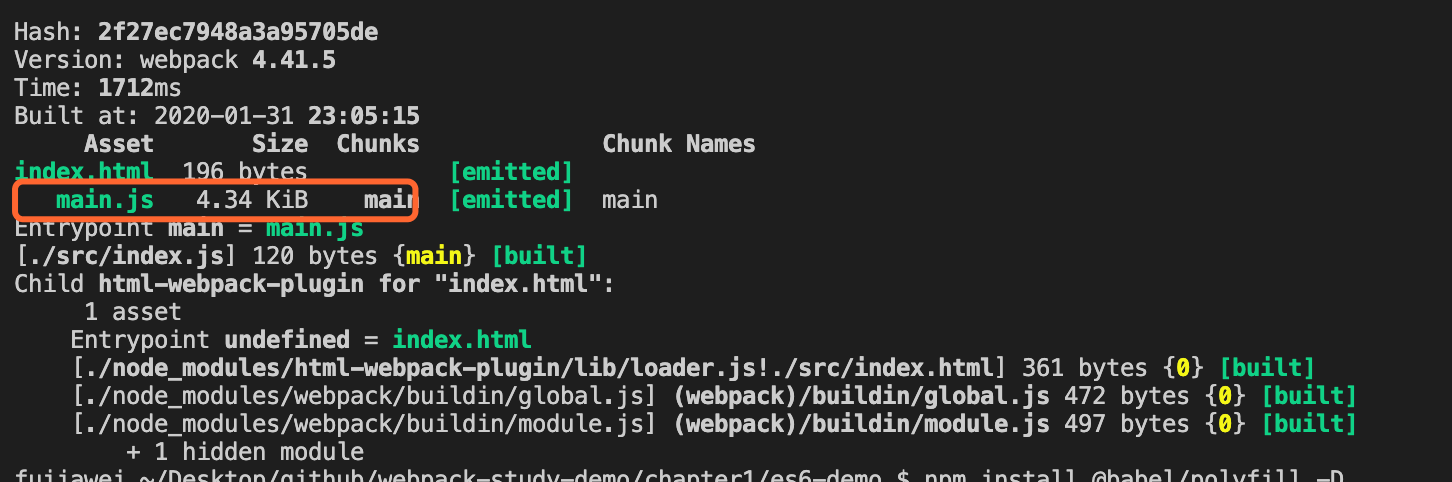 Hash: 2f27ec7948a3a95705de
Version: webpack 4.41.5
Time: 1712ms
Built at: 2020-01-31 23:05:15
Asset Size Chunks Chunk Names
index.html 196 bytes [emitted]
main.js 4.34 KiB main [emitted] main
Entrypoint main = main.js
[./src/index.js] 120 bytes {main} [built]
Child html-webpack-plugin for "index.html":
1 asset
Entrypoint undefined = index.html
[./node_modules/html-webpack-plugin/lib/loader.js!./src/index.html] 361 bytes {0} [built]
[./node_modules/webpack/buildin/global.js] (webpack)/buildin/global.js 472 bytes {0} [built]
[./node_modules/webpack/buildin/module.js] (webpack)/buildin/module.js 497 bytes {0} [built]
+ 1 hidden module
fujiawei ~/Desktop/github/webpack-study-demo/chapter1/es6-demo $ npm install @babel/polyfill -D